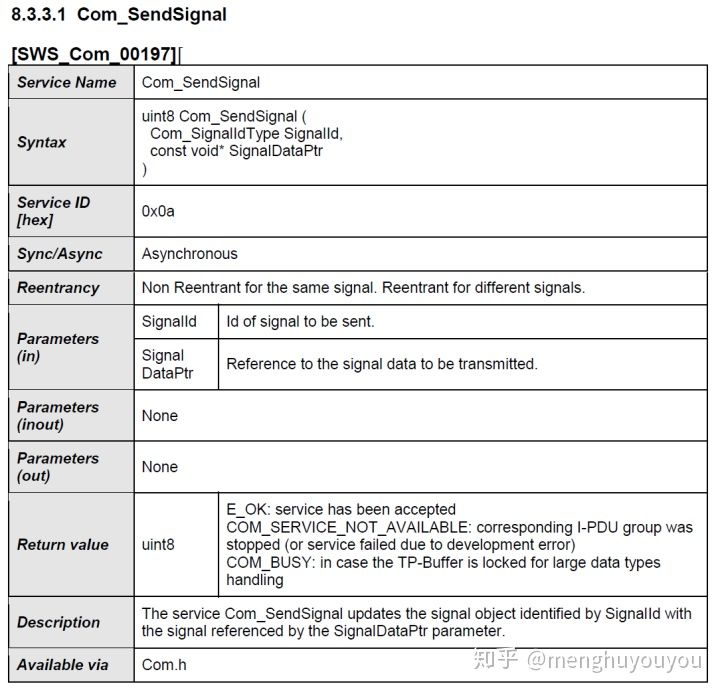 8.3.3.1 Com_SendSignal
[SWS_Com_00197]⌈
Service Name Com_SendSignal
Syntax
uint8 Com_SendSignal (
Com_SignalIdType SignalId,
const void* SignalDataPtr
)
Service ID
[hex]
0x0a
Sync/Async Asynchronous
Reentrancy Non Reentrant for the same signal. Reentrant for different signals.
Parameters
(in)
SignalId Id of signal to be sent.
Signal
DataPtr
Reference to the signal data to be transmitted.
Parameters
(inout)
None
Parameters
(out)
None
Return value uint8
E_OK: service has been accepted
COM_SERVICE_NOT_AVAILABLE: corresponding I-PDU group was
stopped (or service failed due to development error)
COM_BUSY: in case the TP-Buffer is locked for large data types
handling
Description
The service Com_SendSignal updates the signal object identified by SignalId with
the signal referenced by the SignalDataPtr parameter.
Available via Com.h
知乎 @menghuyouyou